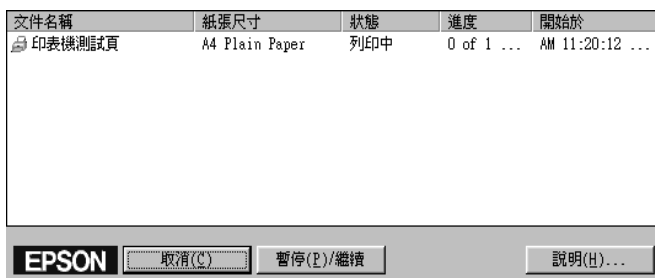 文件名稱 紙張尺寸 狀態 進度 開始於
印表機測試頁 A4 Plain Paper 列印中 0 of 1 ... AM 11:20:12 ...
EPSON 取消(C) 暫停(P)/繼續 說明(H)...